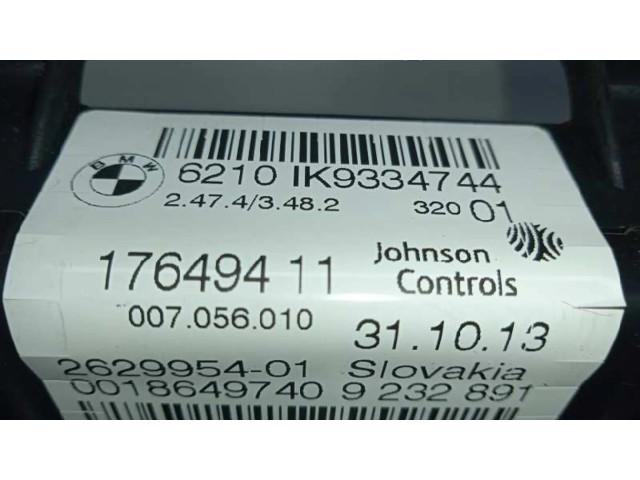 BMW
6210 IK9334744
2.47.4/3.48.2 320 01
176494 11 Johnson Controls
007.056.010 31.10.13
2629954-01 Slovakia
0018649740 9 232 891